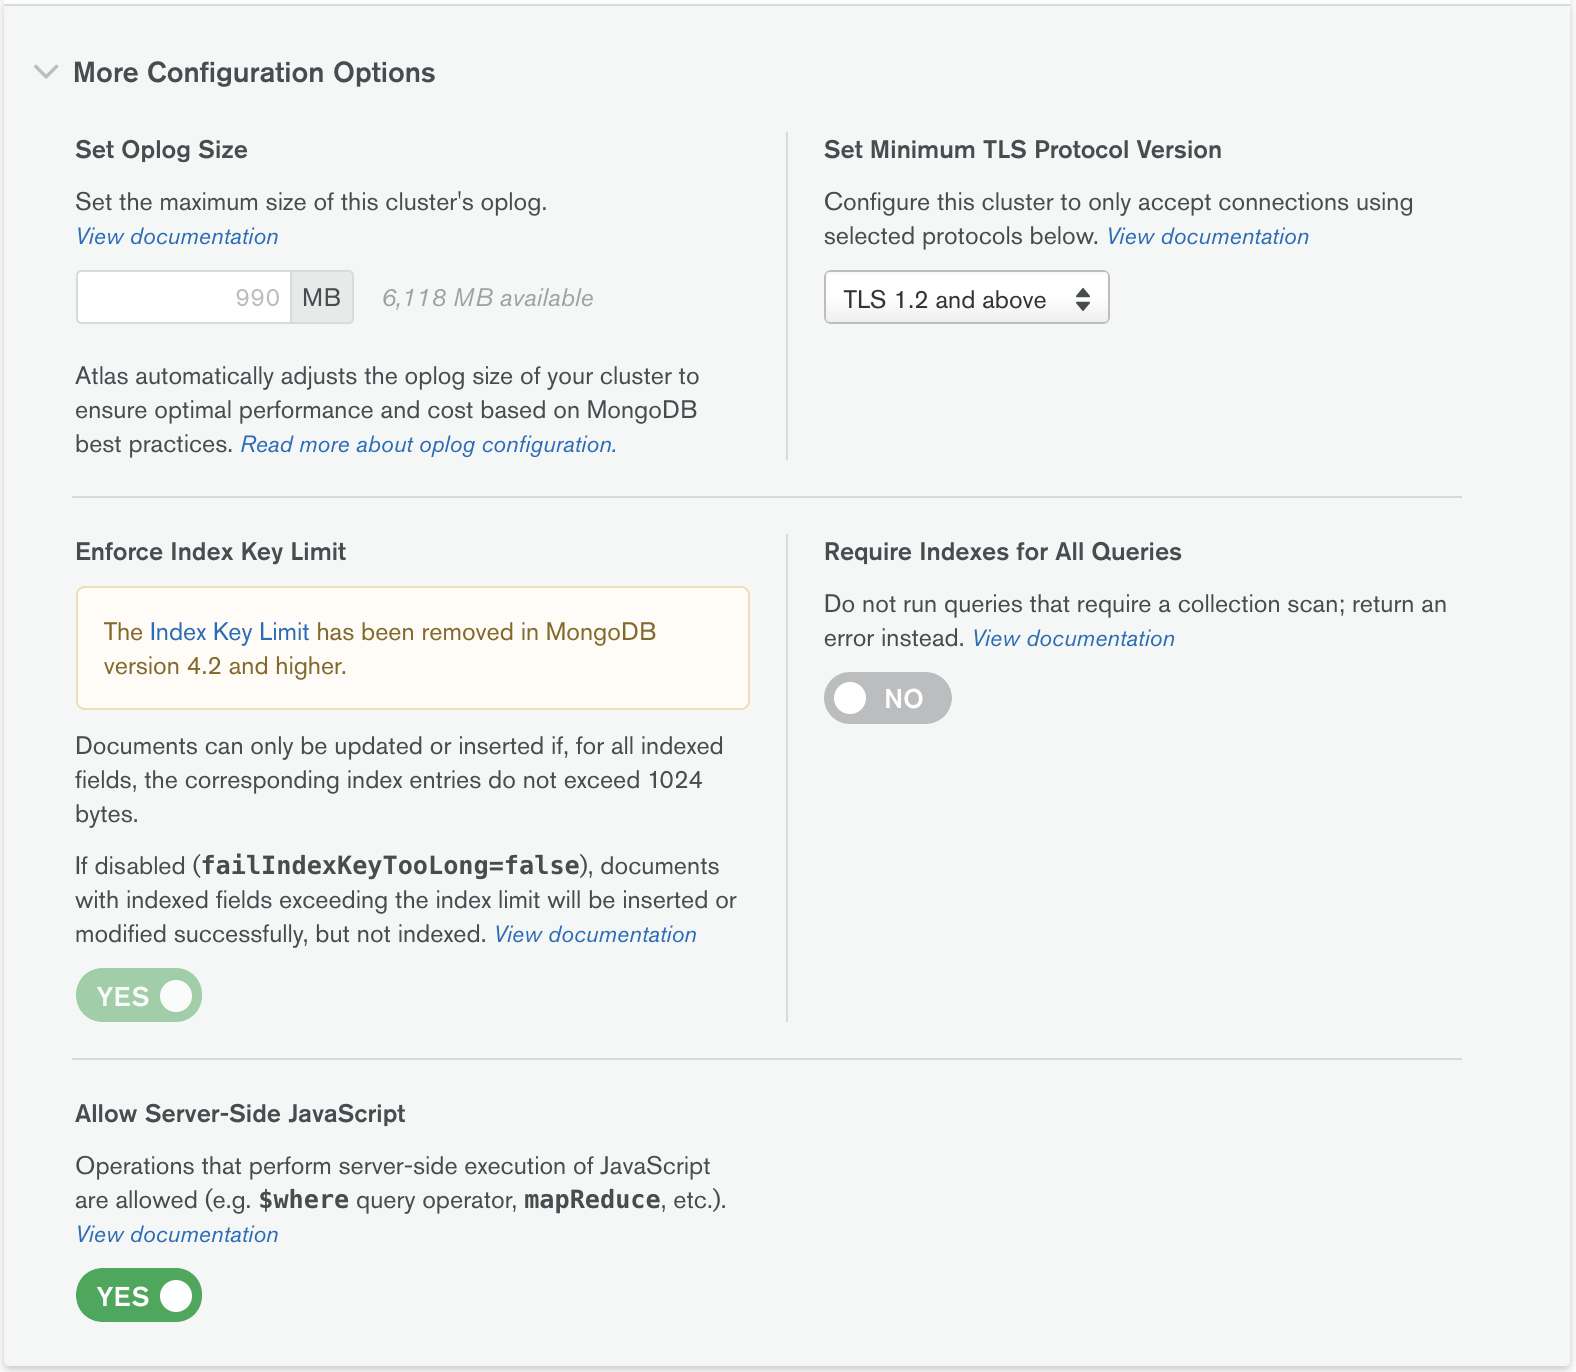 More Configuration Options
Set Oplog Size
Set the maximum size of this cluster's oplog.
View documentation
990 MB 6,118 MB available
Atlas automatically adjusts the oplog size of your cluster to
ensure optimal performance and cost based on MongoDB
best practices. Read more about oplog configuration.
Set Minimum TLS Protocol Version
Configure this cluster to only accept connections using
selected protocols below. View documentation
TLS 1.2 and above
Enforce Index Key Limit
The Index Key Limit has been removed in MongoDB
version 4.2 and higher.
Documents can only be updated or inserted if, for all indexed
fields, the corresponding index entries do not exceed 1024
bytes.
If disabled (failIndexKeyTooLong=false), documents
with indexed fields exceeding the index limit will be inserted or
modified successfully, but not indexed. View documentation
YES
Require Indexes for All Queries
Do not run queries that require a collection scan; return an
error instead. View documentation
NO
Allow Server-Side JavaScript
Operations that perform server-side execution of JavaScript
are allowed (e.g. $where query operator, mapReduce, etc.).
View documentation
YES